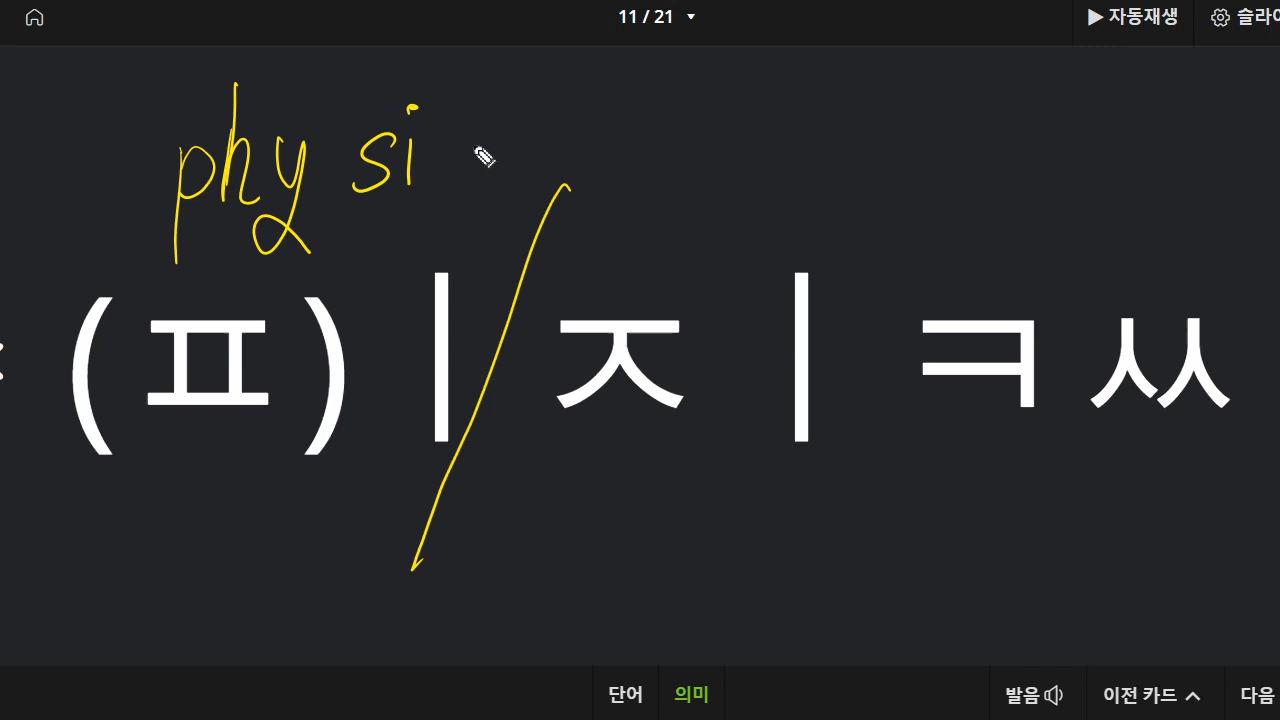 11 / 21 ▼ ▶ 자동재생 슬라이
phy si
(ㅍ)ㅣㅈㅣㅋㅆ
단어 의미 발음 이전 카드 다음